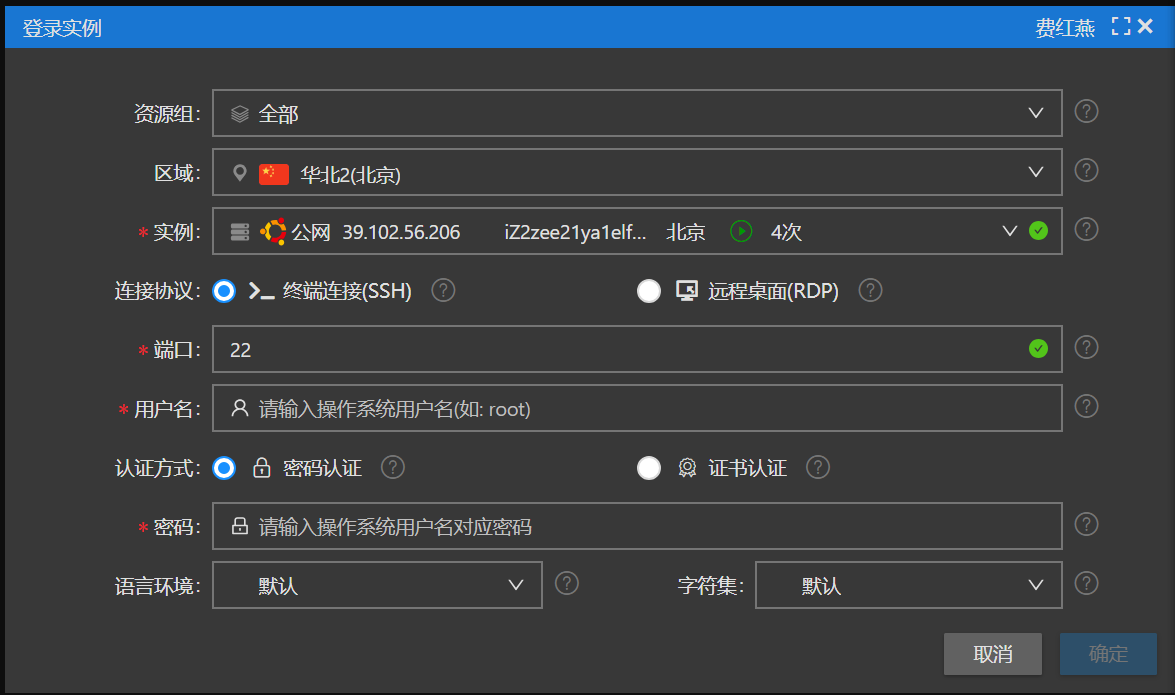 登录实例 费红燕
资源组: 全部
区域: 华北2(北京)
* 实例: 公网 39.102.56.206 iZ2zee21ya1elf... 北京 4次
连接协议: 终端连接(SSH) 远程桌面(RDP)
* 端口: 22
* 用户名: 请输入操作系统用户名(如: root)
认证方式: 密码认证 证书认证
* 密码: 请输入操作系统用户名对应密码
语言环境: 默认 字符集: 默认
取消 确定